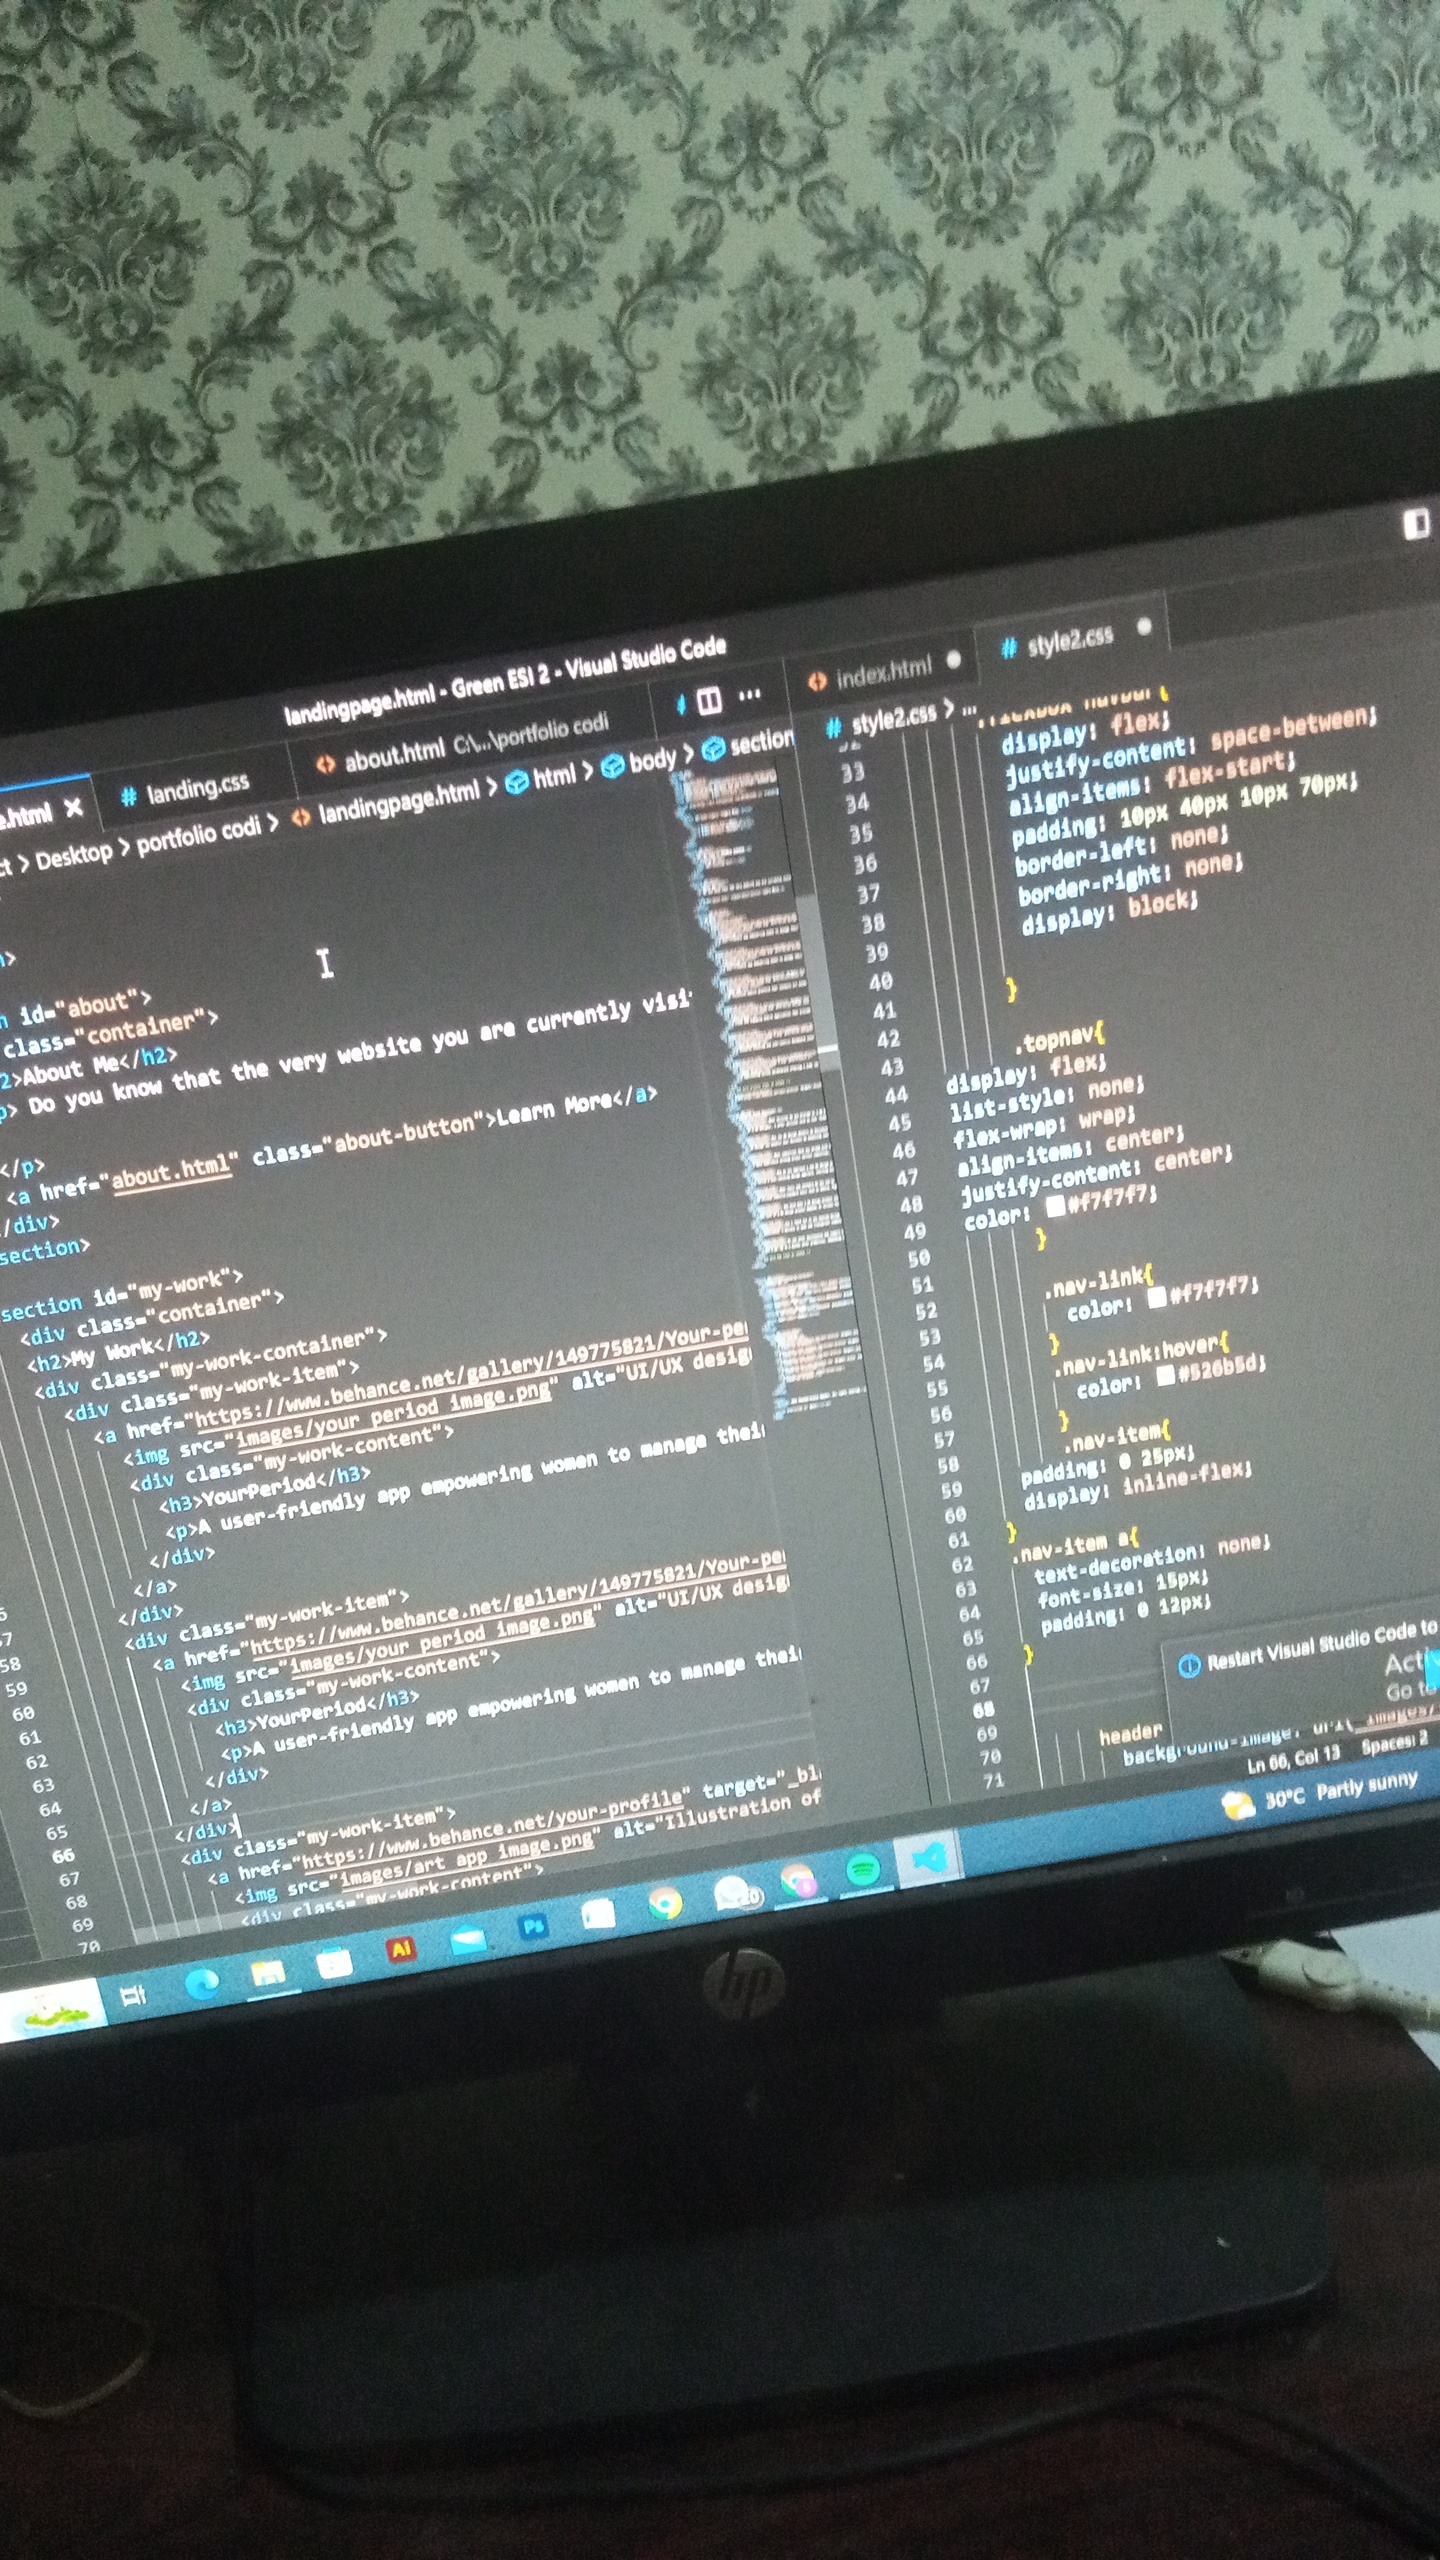 landingpage.html - Green ESI 2 - Visual Studio Code
.html
landing.css
about.html C:\...\portfolio codi
Desktop > portfolio codi > landingpage.html > html > body > section
id="about">
class="container">
2>About Me</h2>
> Do you know that the very website you are currently visi
</p>
<a href="about.html" class="about-button">Learn More</a>
/div>
section>
section id="my-work">
<div class="container">
<h2>My Work</h2>
<div class="my-work-container">
<div class="my-work-item">
<a href="https://www.behance.net/gallery/149775821/Your-pe
<img src="images/your_period_image.png" alt="UI/UX desig
<div class="my-work-content">
<h3>YourPeriod</h3>
<p>A user-friendly app empowering women to manage thei
</div>
</a>
</div>
<div class="my-work-item">
58 <a href="https://www.behance.net/gallery/149775821/Your-pe
59 <img src="images/your_period_image.png" alt="UI/UX desig
60 <div class="my-work-content">
61 <h3>YourPeriod</h3>
62 <p>A user-friendly app empowering women to manage thei
63 </div>
64 </a>
65 </div>
66 <div class="my-work-item">
67 <a href="https://www.behance.net/your-profile" target="_bl
68 <img src="images/art_app_image.png" alt="Illustration of
69 <div class="my-work-content">
70
index.html
style2.css
style2.css > ...
33 display: flex;
34 justify-content: space-between;
35 align-items: flex-start;
36 padding: 10px 40px 10px 70px;
37 border-left: none;
38 border-right: none;
39 display: block;
40
41 }
42
43 .topnav{
44 display: flex;
45 list-style: none;
46 flex-wrap: wrap;
47 align-items: center;
48 justify-content: center;
49 color: #f7f7f7;
50 }
51
52 .nav-link{
53 color: #f7f7f7;
54 }
55 .nav-link:hover{
56 color: #526b5d;
57 }
58 .nav-item{
59 padding: 0 25px;
60 display: inline-flex;
61 }
62 .nav-item a{
63 text-decoration: none;
64 font-size: 15px;
65 padding: 0 12px;
66 }
67
68
69
70 header
71 background-image: url(
Restart Visual Studio Code to
Acti
Go to
Ln 66, Col 13 Spaces: 2
30°C Partly sunny
Ai
Ps
20
hp